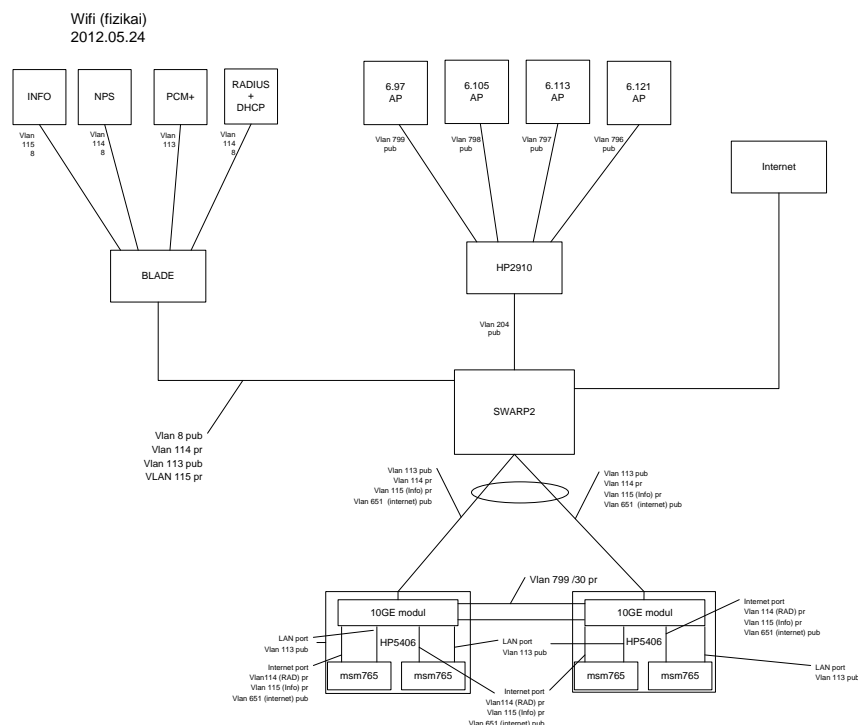 Wifi (fizikai)
2012.05.24
INFO
NPS
PCM+
RADIUS
+
DHCP
6.97
AP
6.105
AP
6.113
AP
6.121
AP
Vlan
115
8
Vlan
114
8
Vlan
113
Vlan
114
8
Vlan 799
pub
Vlan 798
pub
Vlan 797
pub
Vlan 796
pub
Internet
BLADE
HP2910
Vlan 204
pub
SWARP2
Vlan 8 pub
Vlan 114 pr
Vlan 113 pub
VLAN 115 pr
Vlan 113 pub
Vlan 114 pr
Vlan 115 (Info) pr
Vlan 651 (internet) pub
Vlan 113 pub
Vlan 114 pr
Vlan 115 (Info) pr
Vlan 651 (internet) pub
Vlan 799 /30 pr
10GE modul
HP5406
msm765
msm765
LAN port
Vlan 113 pub
Internet port
Vlan114 (RAD) pr
Vlan 115 (Info) pr
Vlan 651 (internet) pub
LAN port
Vlan 113 pub
Internet port
Vlan114 (RAD) pr
Vlan 115 (Info) pr
Vlan 651 (internet) pub
10GE modul
HP5406
msm765
msm765
Internet port
Vlan 114 (RAD) pr
Vlan 115 (Info) pr
Vlan 651 (internet) pub
LAN port
Vlan 113 pub